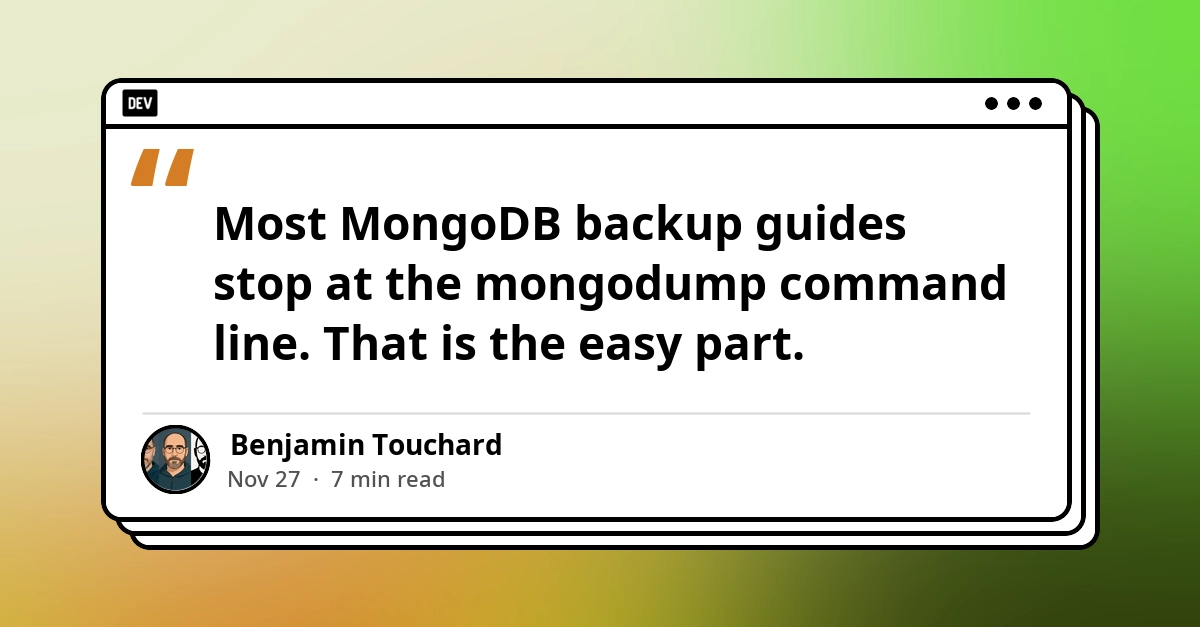 DEV
Most MongoDB backup guides
stop at the mongodump command
line. That is the easy part.
Benjamin Touchard
Nov 27 · 7 min read